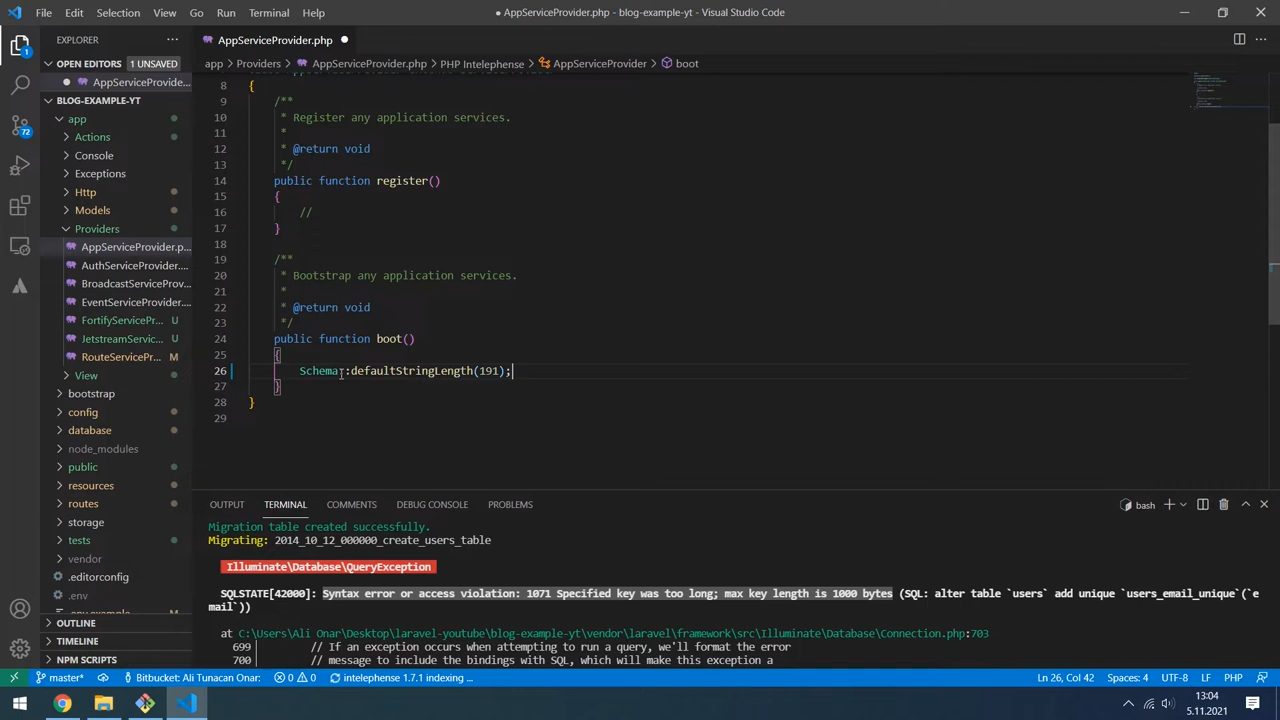 File Edit Selection View Go Run Terminal Help
● AppServiceProvider.php - blog-example-yt - Visual Studio Code
EXPLORER
OPEN EDITORS 1 UNSAVED
AppServiceProvide...
BLOG-EXAMPLE-YT
app
Actions
Console
Exceptions
Http
Models
Providers
AppServiceProvider.p...
AuthServiceProvider....
BroadcastServiceProv...
EventServiceProvider...
FortifyServicePr... U
JetstreamServic... U
RouteServicePr... M
View
bootstrap
config
database
node_modules
public
resources
routes
storage
tests
vendor
.editorconfig
.env
.env.example
OUTLINE
TIMELINE
NPM SCRIPTS
1
72
AppServiceProvider.php ●
app > Providers > AppServiceProvider.php > PHP Intelephense > AppServiceProvider > boot
8 {
9 /**
10 * Register any application services.
11 *
12 * @return void
13 */
14 public function register()
15 {
16 //
17 }
18
19 /**
20 * Bootstrap any application services.
21 *
22 * @return void
23 */
24 public function boot()
25 {
26 Schema::defaultStringLength(191);
27 }
28 }
29
OUTPUT TERMINAL COMMENTS DEBUG CONSOLE PROBLEMS
bash
Migration table created successfully.
Migrating: 2014_10_12_000000_create_users_table
Illuminate\Database\QueryException
SQLSTATE[42000]: Syntax error or access violation: 1071 Specified key was too long; max key length is 1000 bytes (SQL: alter table `users` add unique `users_email_unique`(`e
mail`))
at C:\Users\Ali Onar\Desktop\laravel-youtube\blog-example-yt\vendor\laravel\framework\src\Illuminate\Database\Connection.php:703
699 // If an exception occurs when attempting to run a query, we'll format the error
700 // message to include the bindings with SQL, which will make this exception a
master* Bitbucket: Ali Tunacan Onar: 0 0 intelephense 1.7.1 indexing ... Ln 26, Col 42 Spaces: 4 UTF-8 LF PHP
13:04
5.11.2021